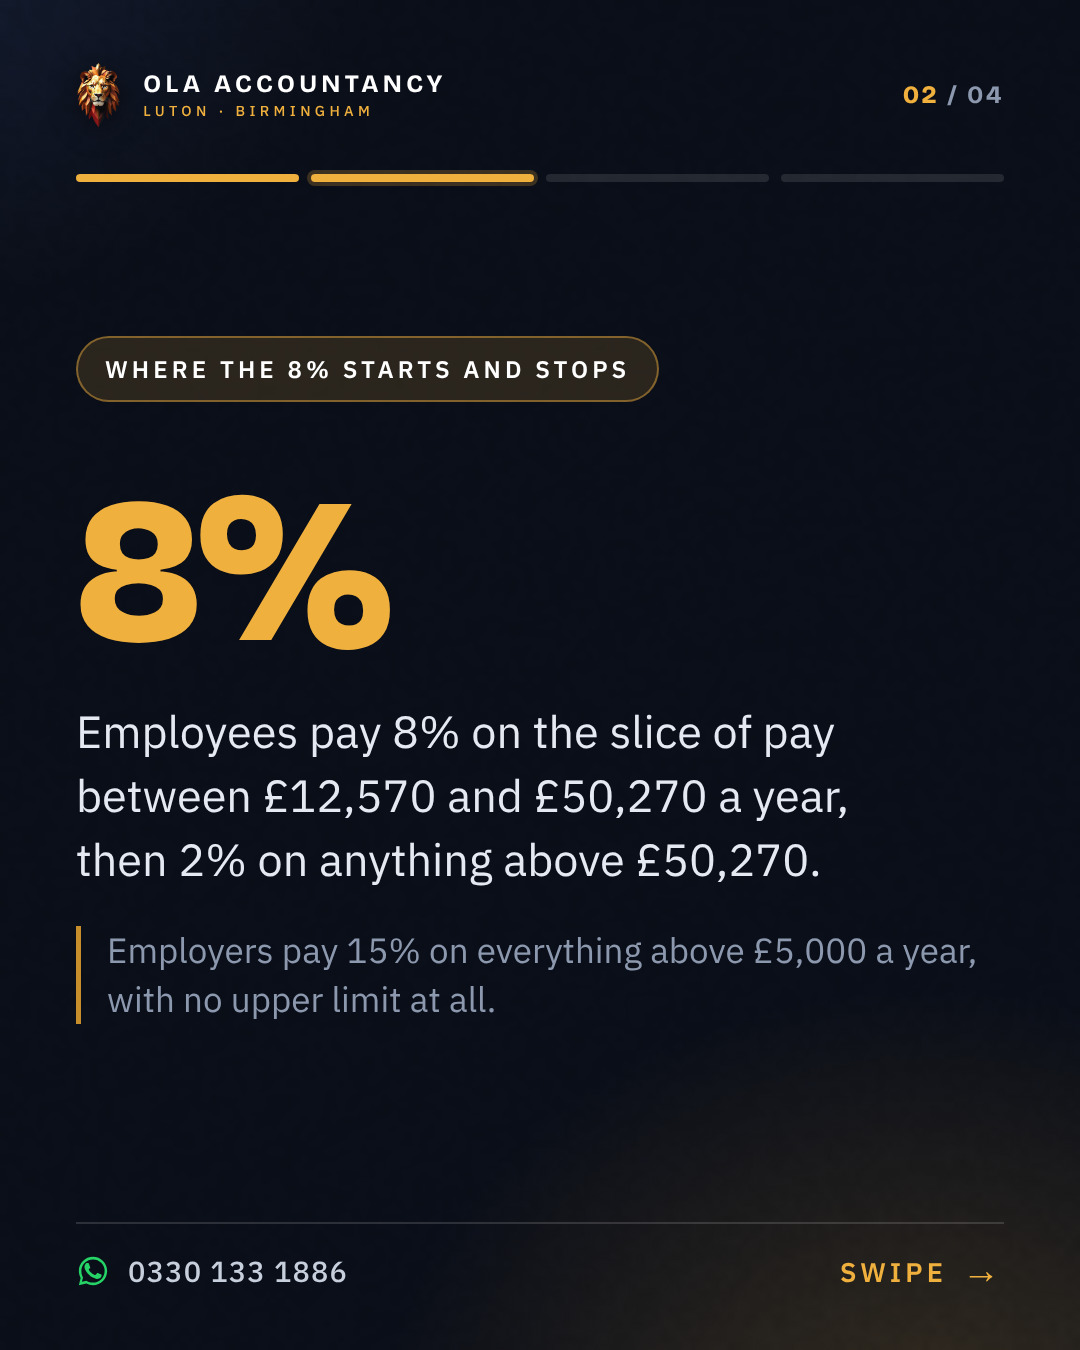 OLA ACCOUNTANCY
LUTON · BIRMINGHAM
02 / 04
WHERE THE 8% STARTS AND STOPS
8%
Employees pay 8% on the slice of pay
between £12,570 and £50,270 a year,
then 2% on anything above £50,270.
Employers pay 15% on everything above £5,000 a year,
with no upper limit at all.
0330 133 1886
SWIPE →